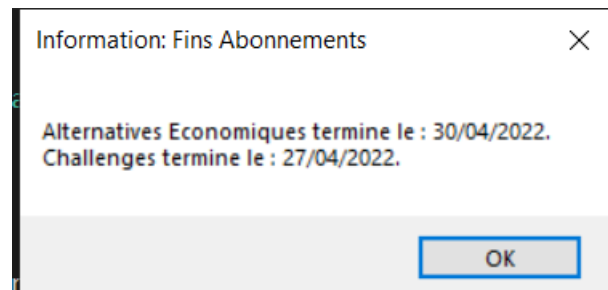 Information: Fins Abonnements
Alternatives Economiques termine le : 30/04/2022.
Challenges termine le : 27/04/2022.
OK